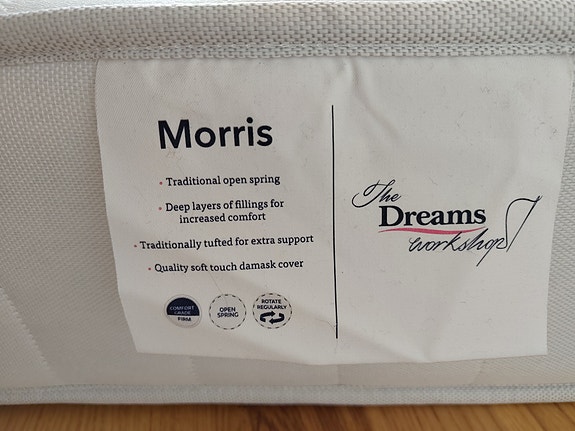 Morris
• Traditional open spring
• Deep layers of fillings for
increased comfort
• Traditionally tufted for extra support
• Quality soft touch damask cover
COMFORT
GRADE
FIRM
OPEN
SPRING
ROTATE
REGULARLY
The
Dreams
workshop